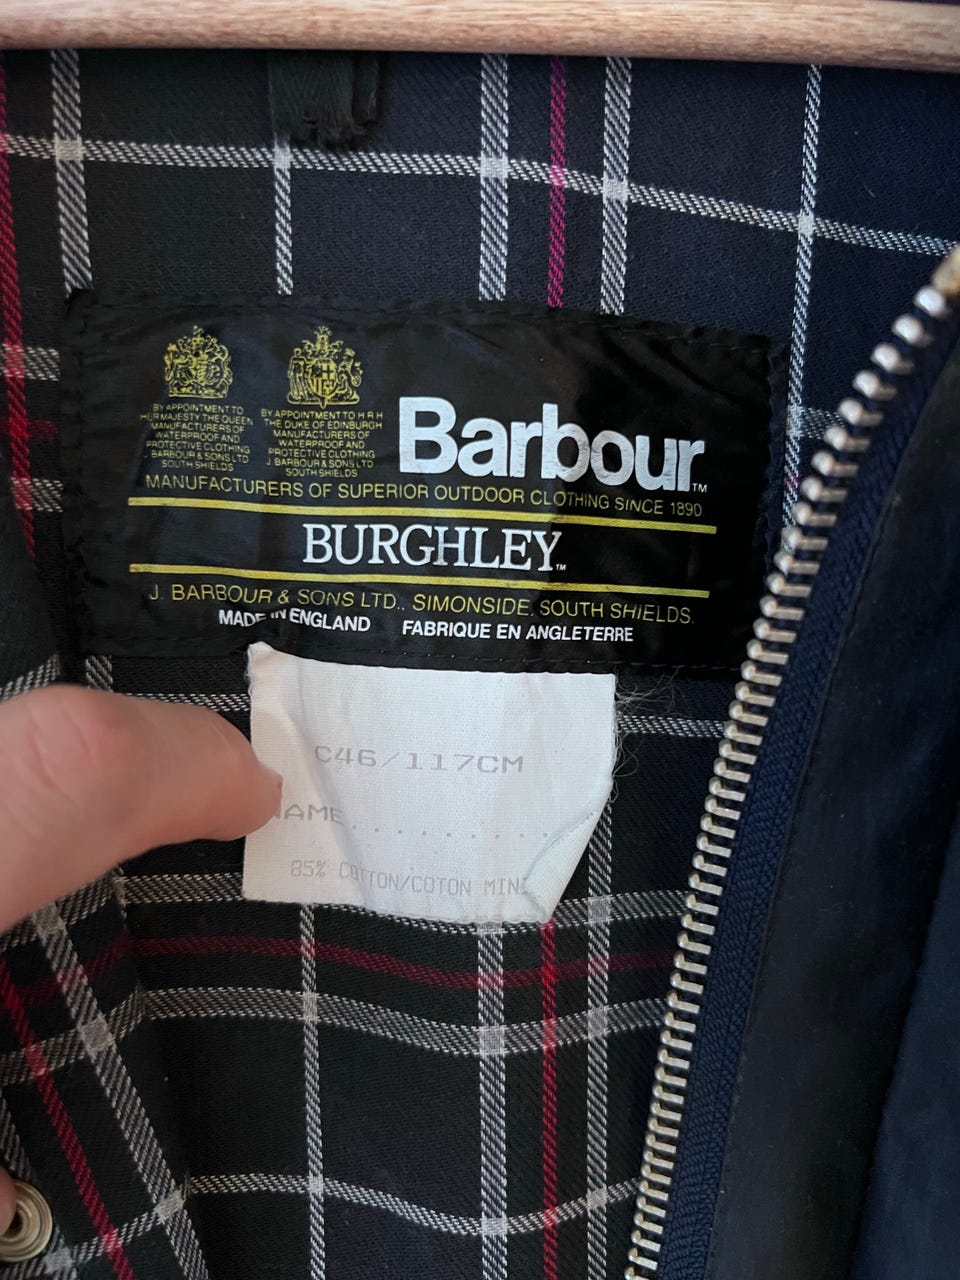 BY APPOINTMENT TO
HER MAJESTY THE QUEEN
MANUFACTURERS OF
WATERPROOF AND
PROTECTIVE CLOTHING
BARBOUR & SONS LTD
SOUTH SHIELDS
BY APPOINTMENT TO H R H
THE DUKE OF EDINBURGH
MANUFACTURERS OF
WATERPROOF AND
PROTECTIVE CLOTHING
J. BARBOUR & SONS LTD
SOUTH SHIELDS
Barbour™
MANUFACTURERS OF SUPERIOR OUTDOOR CLOTHING SINCE 1890
BURGHLEY™
J. BARBOUR & SONS LTD., SIMONSIDE, SOUTH SHIELDS.
MADE IN ENGLAND FABRIQUE EN ANGLETERRE
C46/117CM
NAME..........
85% COTTON/COTON MINI